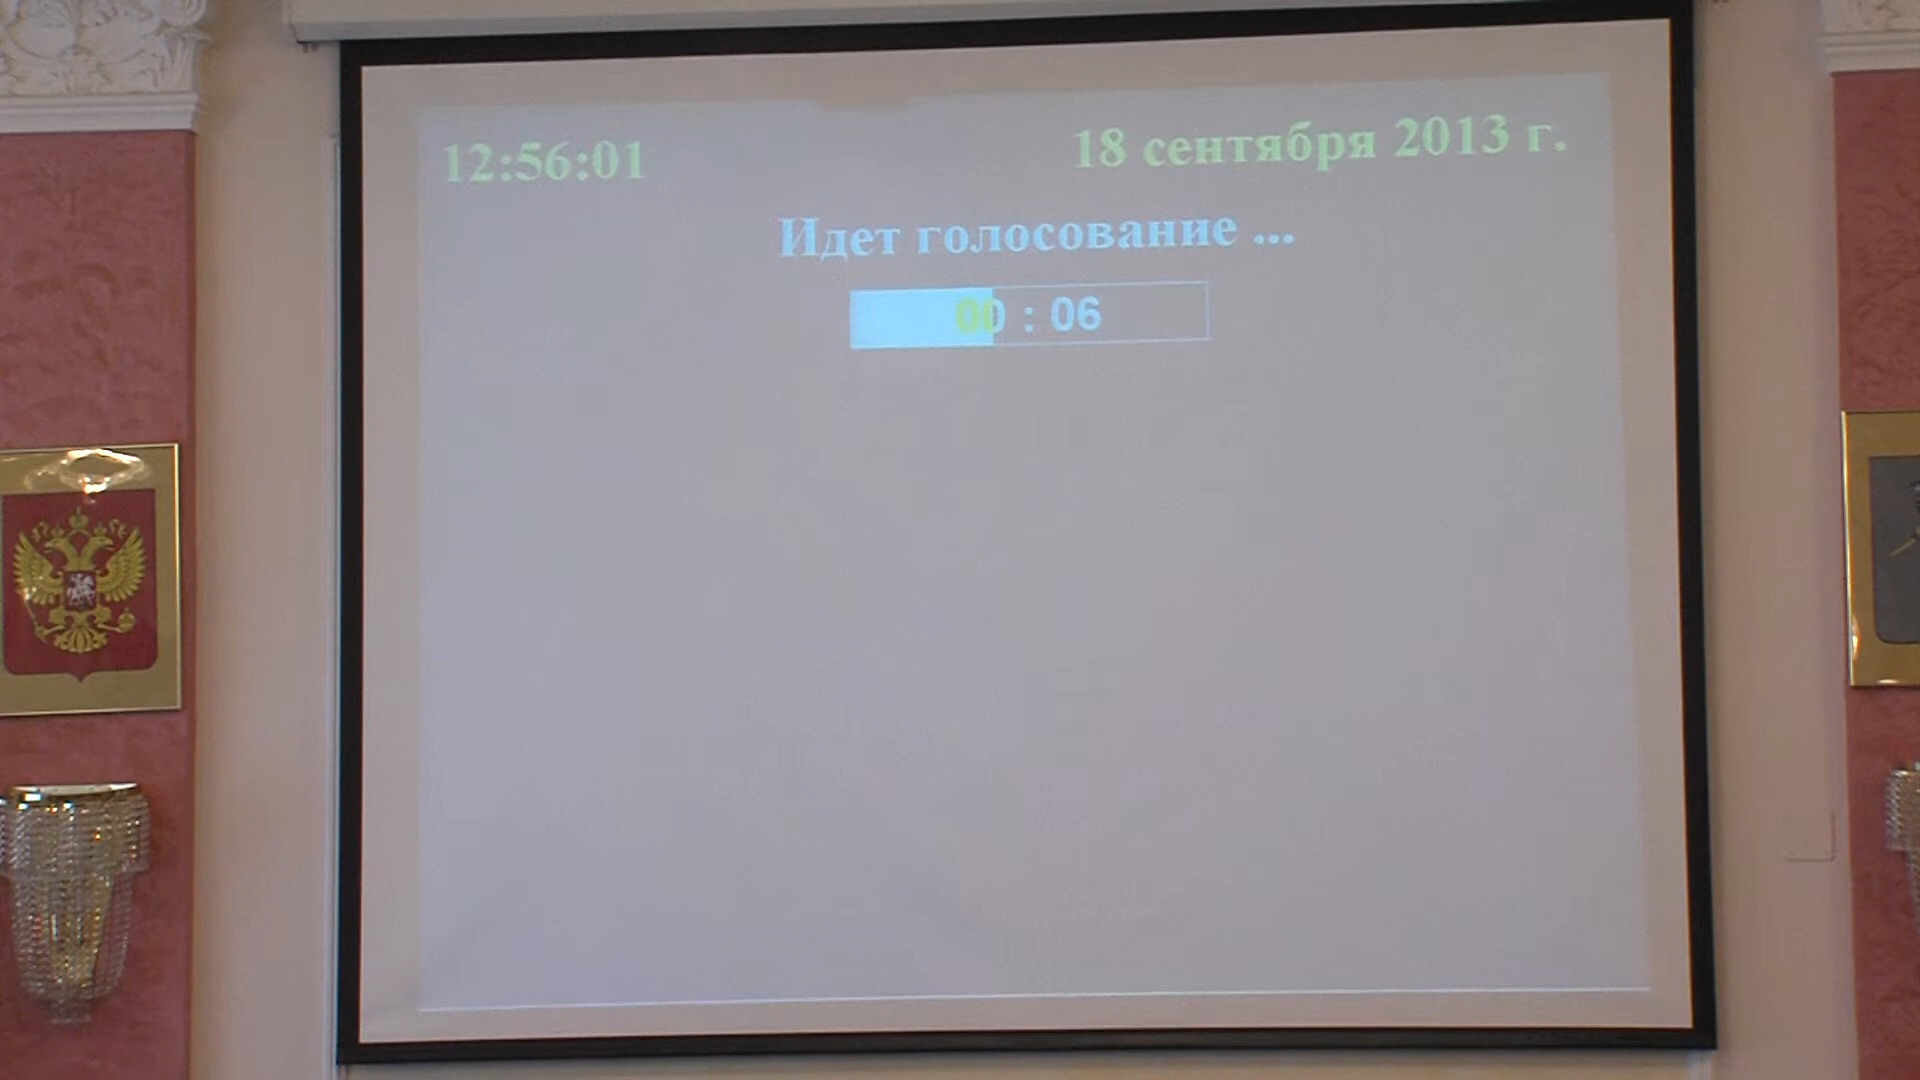 12:56:01 18 сентября 2013 г.
Идет голосование ...
00 : 06